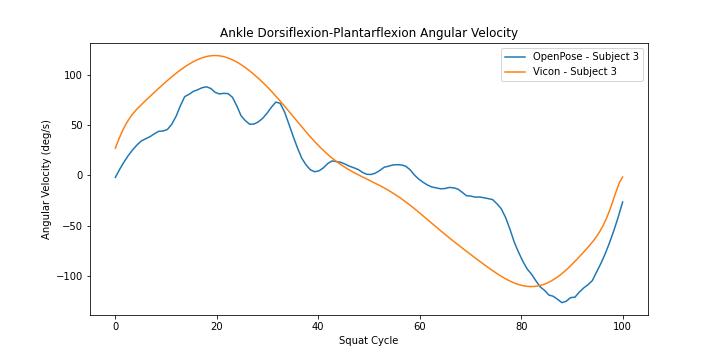 Ankle Dorsiflexion-Plantarflexion Angular Velocity
OpenPose - Subject 3
Vicon - Subject 3
Angular Velocity (deg/s)
100
50
0
−50
−100
0 20 40 60 80 100
Squat Cycle